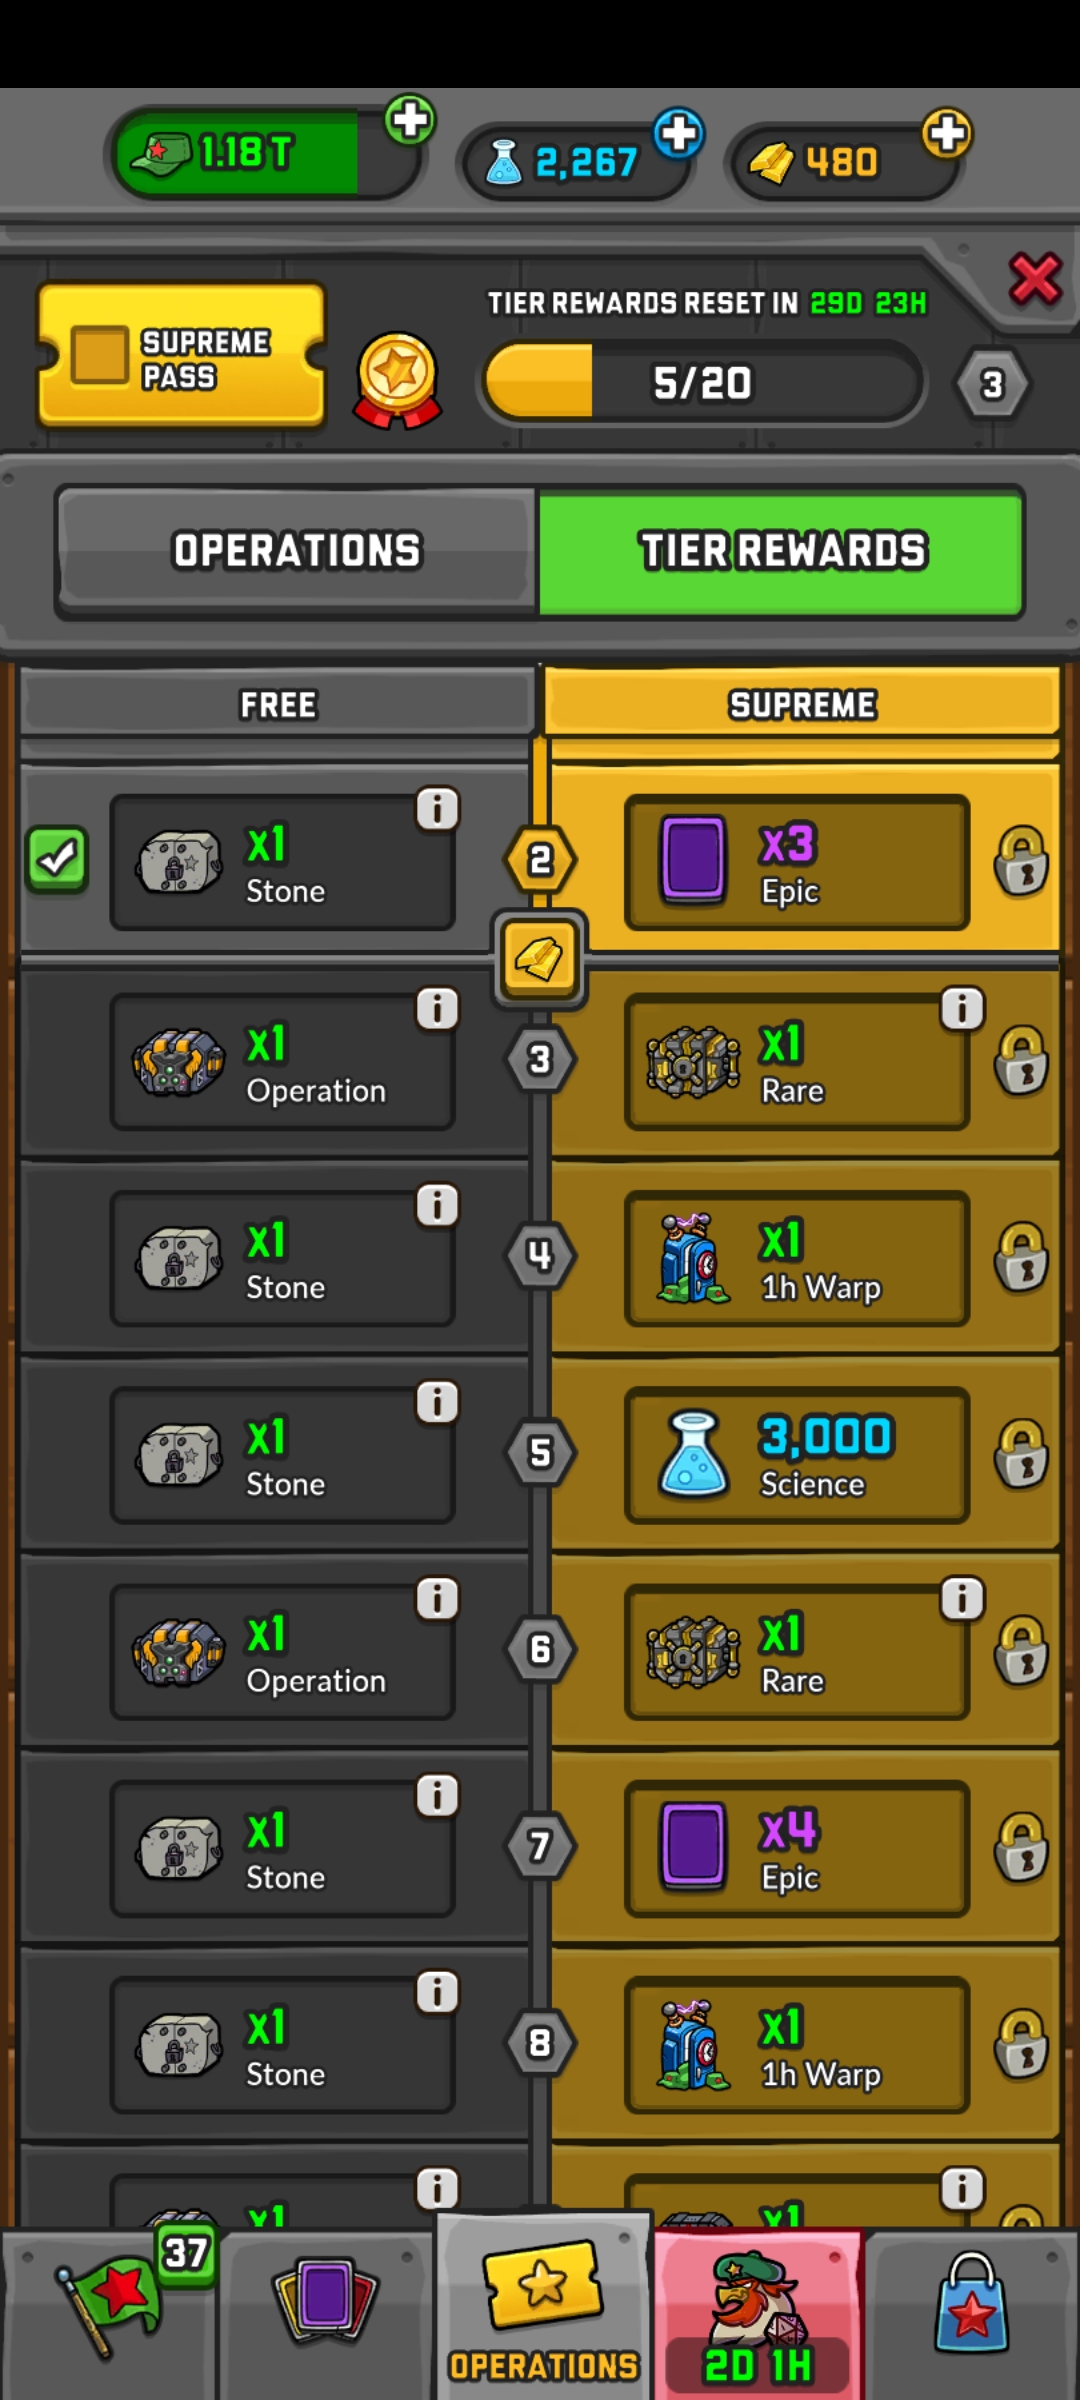 1.18 T
2,267
480
TIER REWARDS RESET IN 29D 23H
SUPREME
PASS
5/20
3
OPERATIONS
TIER REWARDS
FREE
SUPREME
x1
Stone
2
x3
Epic
x1
Operation
3
x1
Rare
x1
Stone
4
x1
1h Warp
x1
Stone
5
3,000
Science
x1
Operation
6
x1
Rare
x1
Stone
7
x4
Epic
x1
Stone
8
x1
1h Warp
x1
x1
37
OPERATIONS
2D 1H